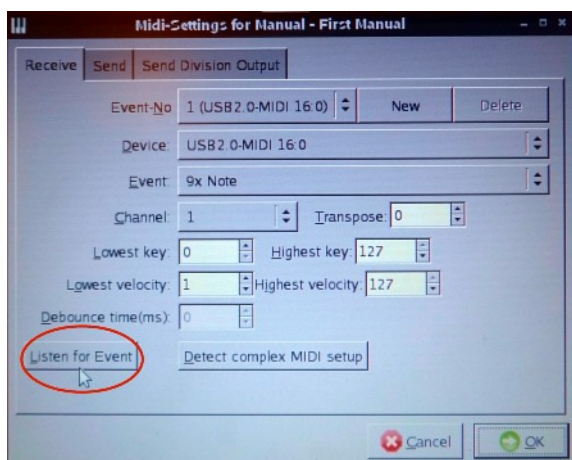 Midi-Settings for Manual - First Manual
Receive Send Send Division Output
Event-No 1 (USB2.0-MIDI 16:0) New Delete
Device: USB2.0-MIDI 16:0
Event: 9x Note
Channel: 1 Transpose: 0
Lowest key: 0 Highest key: 127
Lowest velocity: 1 Highest velocity: 127
Debounce time(ms): 0
Listen for Event Detect complex MIDI setup
Cancel OK